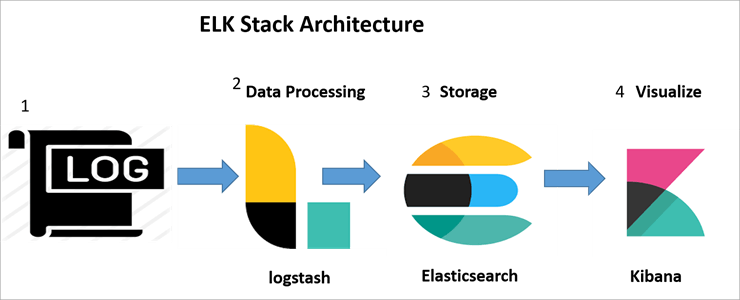 ELK Stack Architecture
1
LOG
2 Data Processing
logstash
3 Storage
Elasticsearch
4 Visualize
Kibana